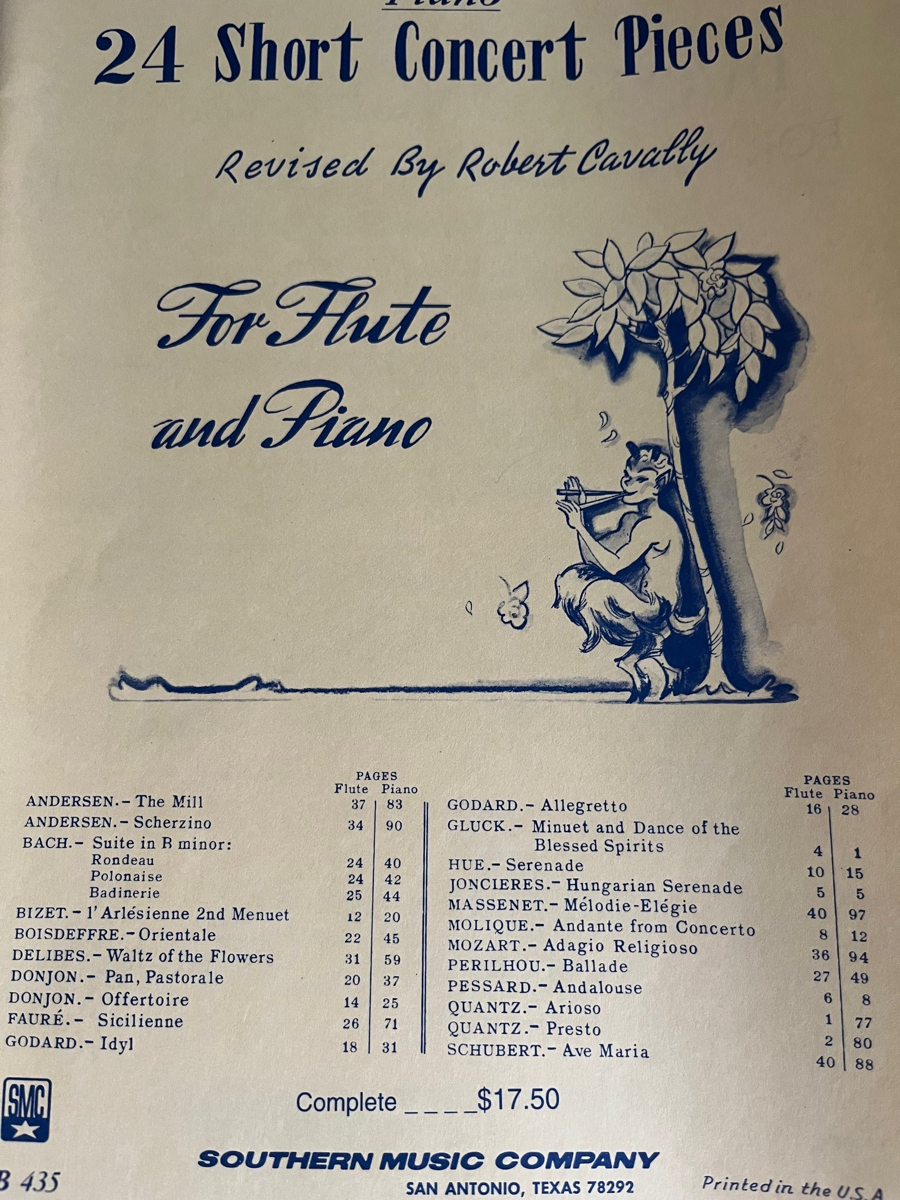 Piano
24 Short Concert Pieces
Revised By Robert Cavally
For Flute
and Piano
PAGES
Flute Piano
ANDERSEN.- The Mill 37 83
ANDERSEN.- Scherzino 34 90
BACH.- Suite in B minor:
Rondeau 24 40
Polonaise 24 42
Badinerie 25 44
BIZET.- l'Arlésienne 2nd Menuet 12 20
BOISDEFFRE.- Orientale 22 45
DELIBES.- Waltz of the Flowers 31 59
DONJON.- Pan, Pastorale 20 37
DONJON.- Offertoire 14 25
FAURÉ.- Sicilienne 26 71
GODARD.- Idyl 18 31
PAGES
Flute Piano
GODARD.- Allegretto 16 28
GLUCK.- Minuet and Dance of the
Blessed Spirits 4 1
HUE.- Serenade 10 15
JONCIERES.- Hungarian Serenade 5 5
MASSENET.- Mélodie-Elégie 40 97
MOLIQUE.- Andante from Concerto 8 12
MOZART.- Adagio Religioso 36 94
PERILHOU.- Ballade 27 49
PESSARD.- Andalouse 6 8
QUANTZ.- Arioso 1 77
QUANTZ.- Presto 2 80
SCHUBERT.- Ave Maria 40 88
Complete _ _ _ _ $17.50
SMC
SOUTHERN MUSIC COMPANY
SAN ANTONIO, TEXAS 78292
B 435
Printed in the U.S.A